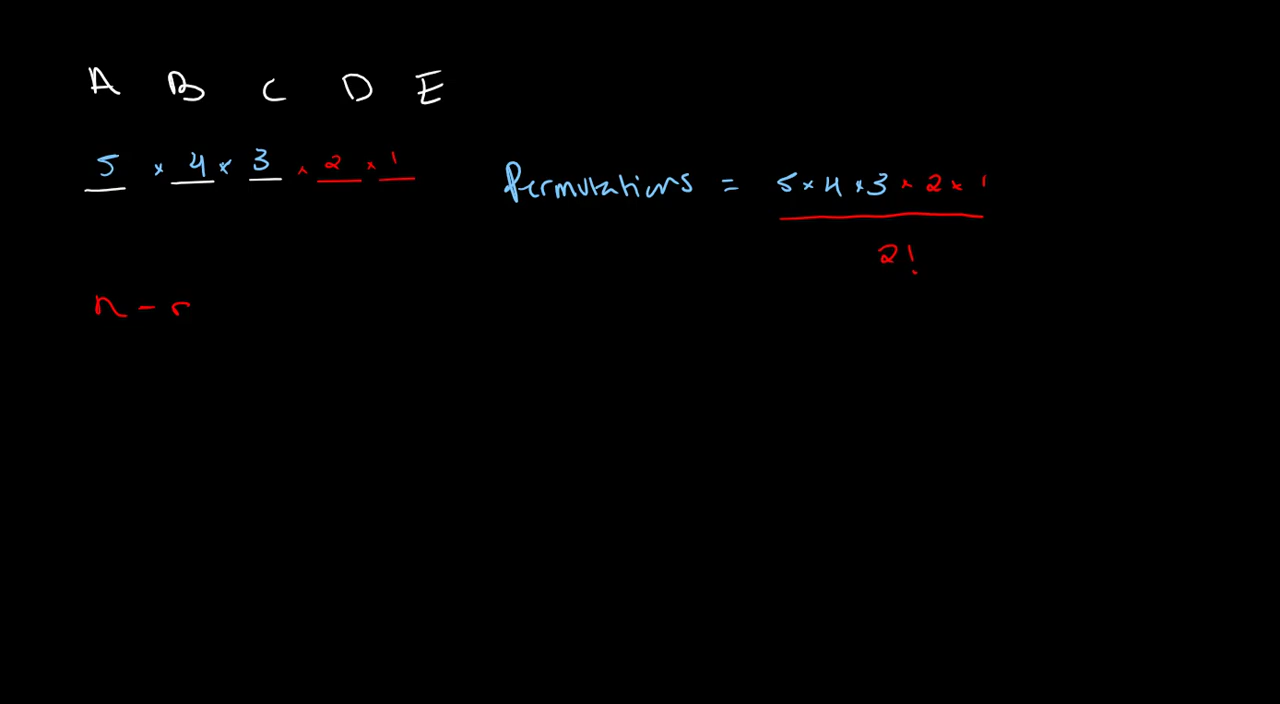 A B C D E
5 × 4 × 3 × 2 × 1
Permutations = 5 × 4 × 3 × 2 × 1
2!
n - r